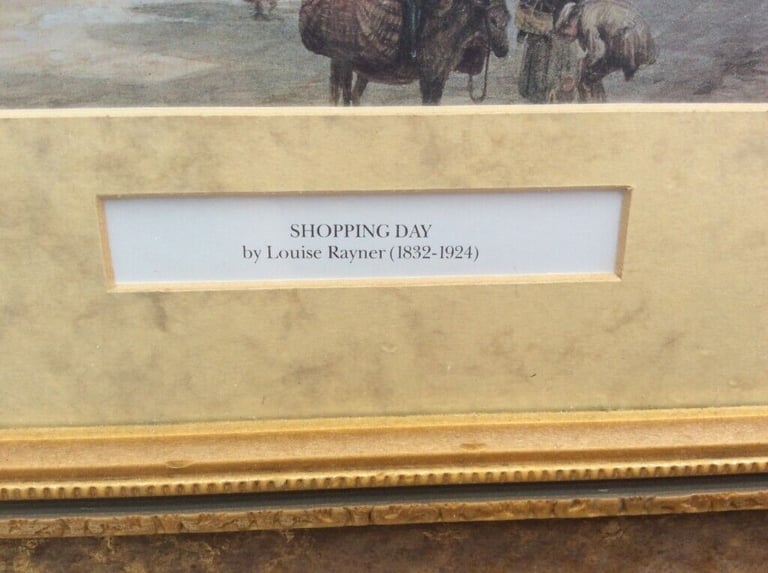 SHOPPING DAY
by Louise Rayner (1832-1924)